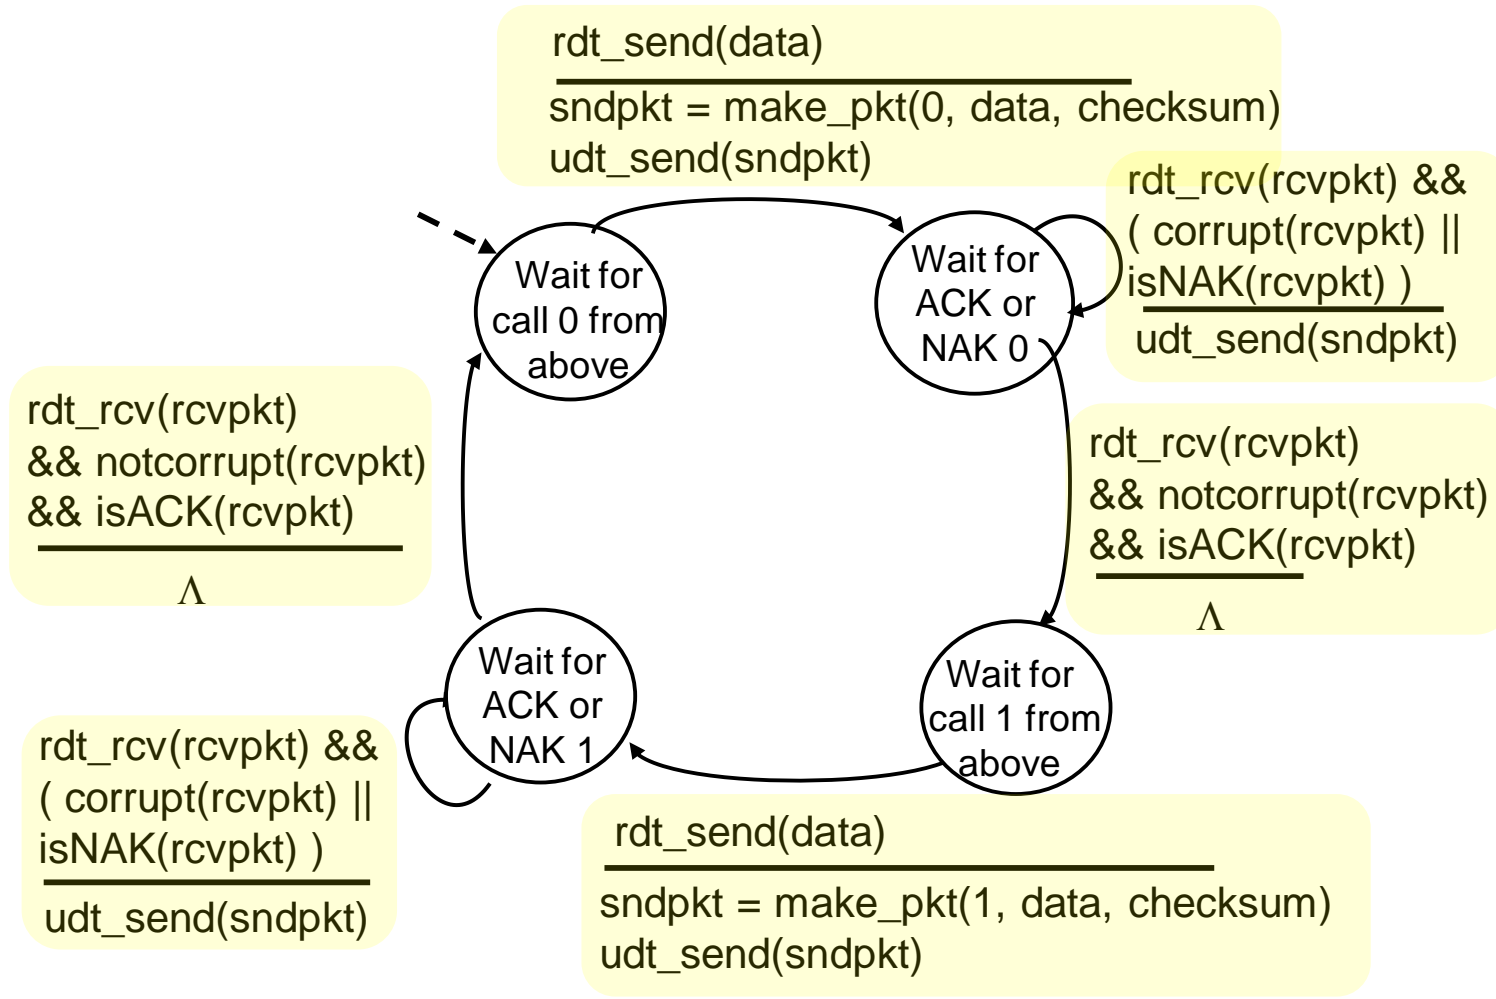 rdt_send(data)
sndpkt = make_pkt(0, data, checksum)
udt_send(sndpkt)
rdt_rcv(rcvpkt) &&
( corrupt(rcvpkt) ||
isNAK(rcvpkt) )
udt_send(sndpkt)
Wait for
call 0 from
above
Wait for
ACK or
NAK 0
rdt_rcv(rcvpkt)
&& notcorrupt(rcvpkt)
&& isACK(rcvpkt)
Λ
rdt_rcv(rcvpkt)
&& notcorrupt(rcvpkt)
&& isACK(rcvpkt)
Λ
Wait for
ACK or
NAK 1
Wait for
call 1 from
above
rdt_rcv(rcvpkt) &&
( corrupt(rcvpkt) ||
isNAK(rcvpkt) )
udt_send(sndpkt)
rdt_send(data)
sndpkt = make_pkt(1, data, checksum)
udt_send(sndpkt)